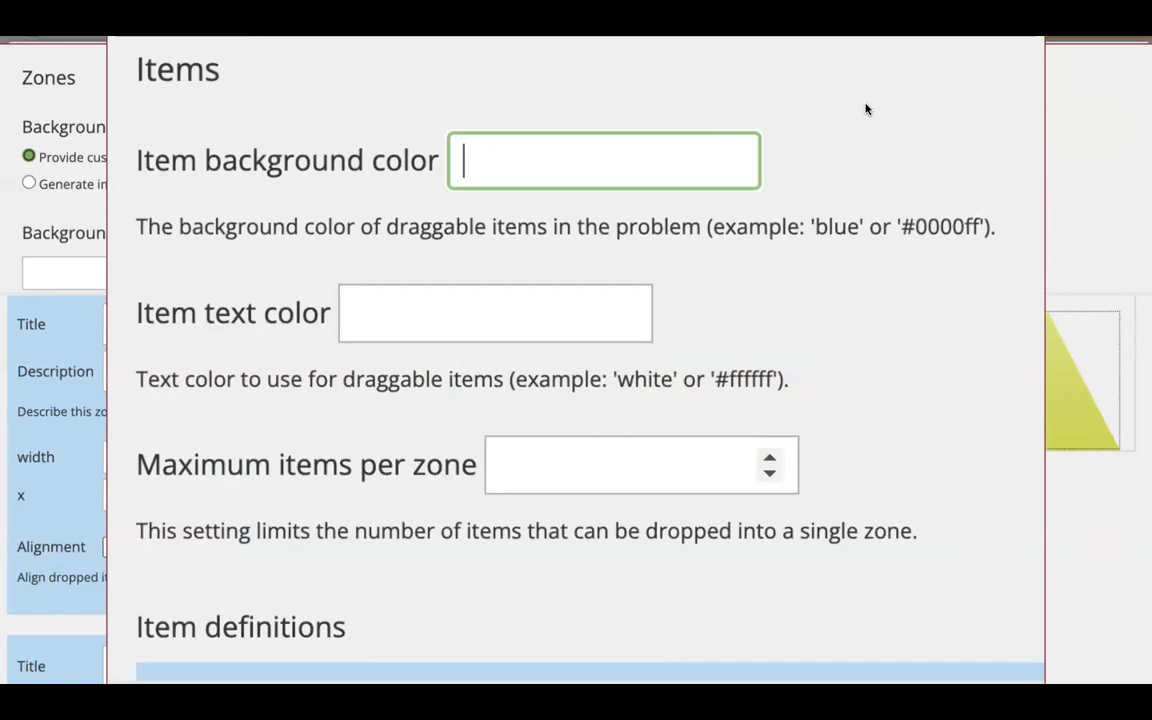 Zones
Backgroun
Provide cus
Generate in
Backgroun
Title
Description
Describe this zo
width
x
Alignment
Align dropped it
Title
Items
Item background color
The background color of draggable items in the problem (example: 'blue' or '#0000ff').
Item text color
Text color to use for draggable items (example: 'white' or '#ffffff').
Maximum items per zone
This setting limits the number of items that can be dropped into a single zone.
Item definitions